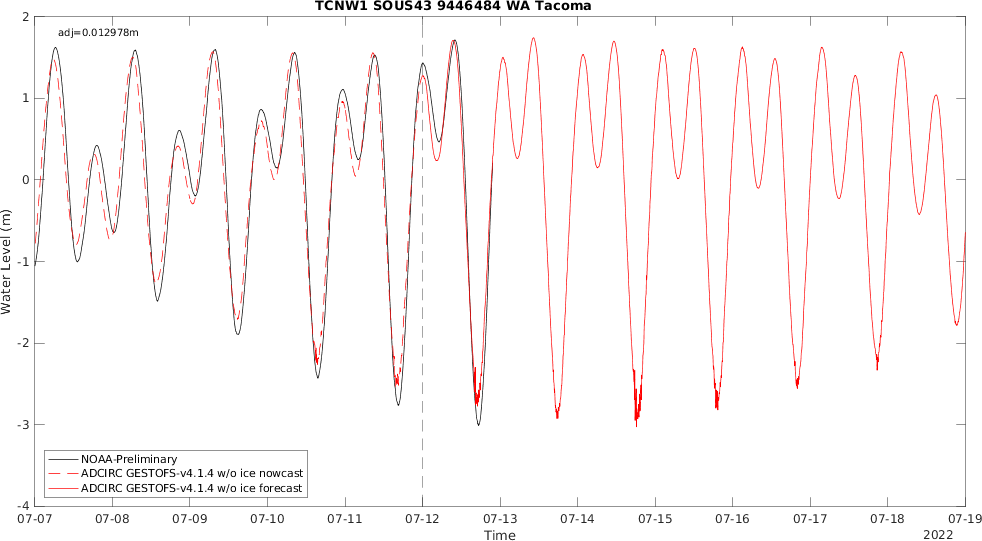 TCNW1 SOUS43 9446484 WA Tacoma
adj=0.012978m
2
1
0
-1
-2
-3
-4
Water Level (m)
NOAA-Preliminary
ADCIRC GESTOFS-v4.1.4 w/o ice nowcast
ADCIRC GESTOFS-v4.1.4 w/o ice forecast
07-07 07-08 07-09 07-10 07-11 07-12 07-13 07-14 07-15 07-16 07-17 07-18 07-19
Time
2022